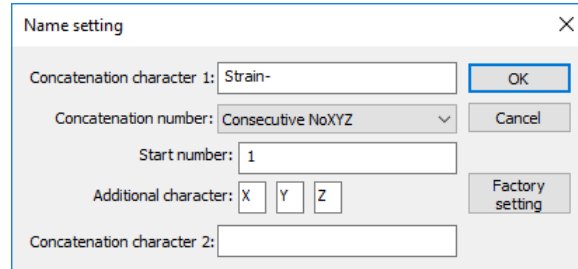 Name setting
Concatenation character 1: Strain- OK
Concatenation number: Consecutive NoXYZ Cancel
Start number: 1
Additional character: X Y Z Factory
setting
Concatenation character 2: